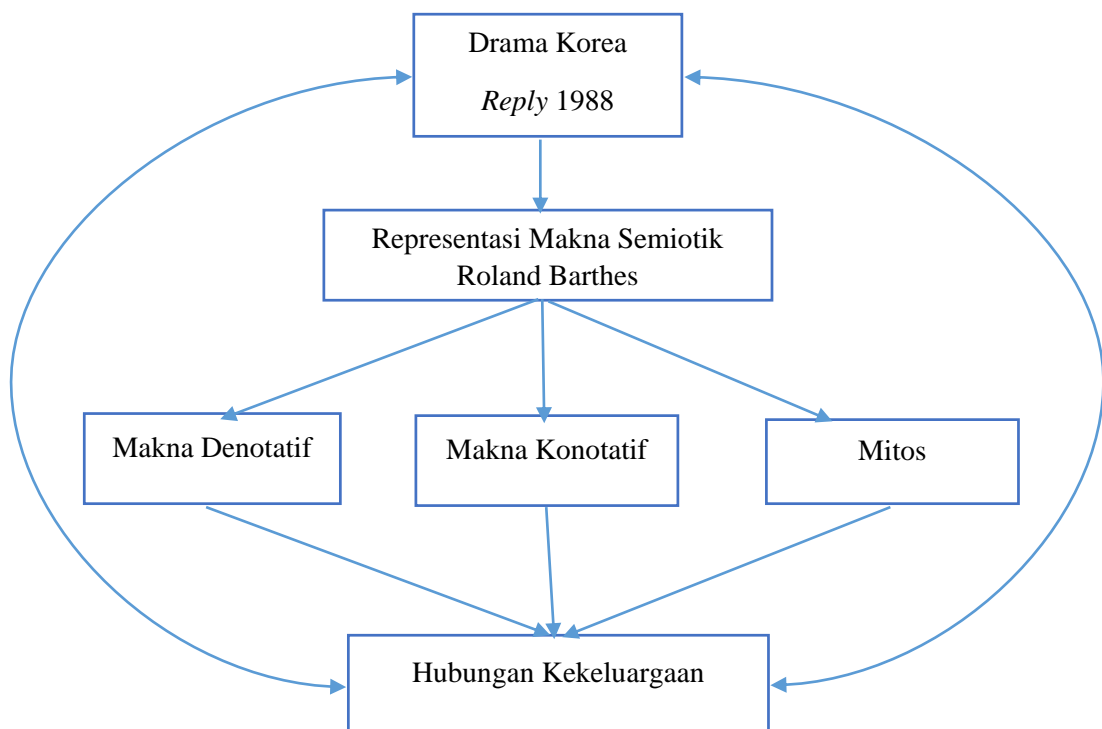 Drama Korea
Reply 1988
Representasi Makna Semiotik
Roland Barthes
Makna Denotatif
Makna Konotatif
Mitos
Hubungan Kekeluargaan